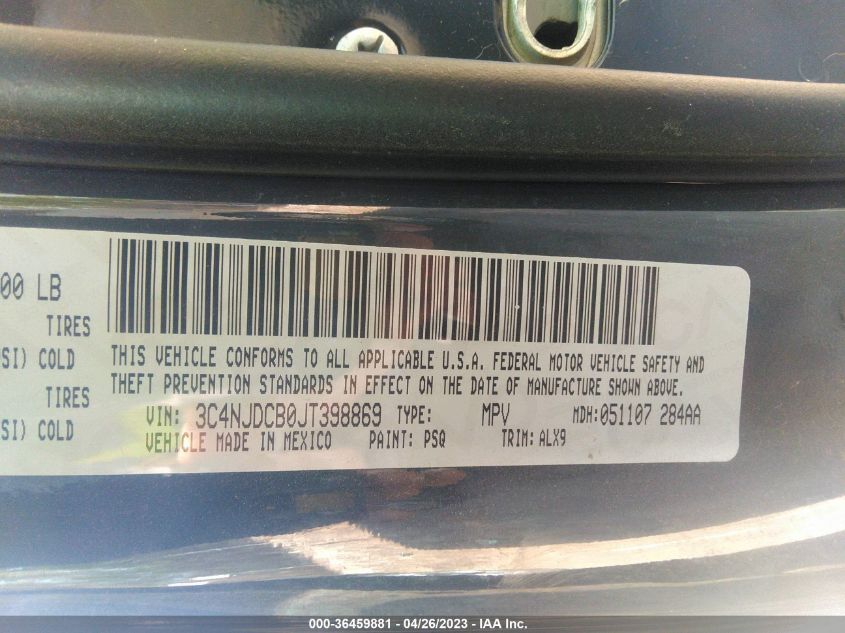 00 LB
TIRES
SI) COLD
TIRES
SI) COLD
THIS VEHICLE CONFORMS TO ALL APPLICABLE U.S.A. FEDERAL MOTOR VEHICLE SAFETY AND
THEFT PREVENTION STANDARDS IN EFFECT ON THE DATE OF MANUFACTURE SHOWN ABOVE.
VIN: 3C4NJDCB0JT398869 TYPE: MPV MDH:051107 284AA
VEHICLE MADE IN MEXICO PAINT: PSQ TRIM: ALX9
000-36459881 - 04/26/2023 - IAA Inc.